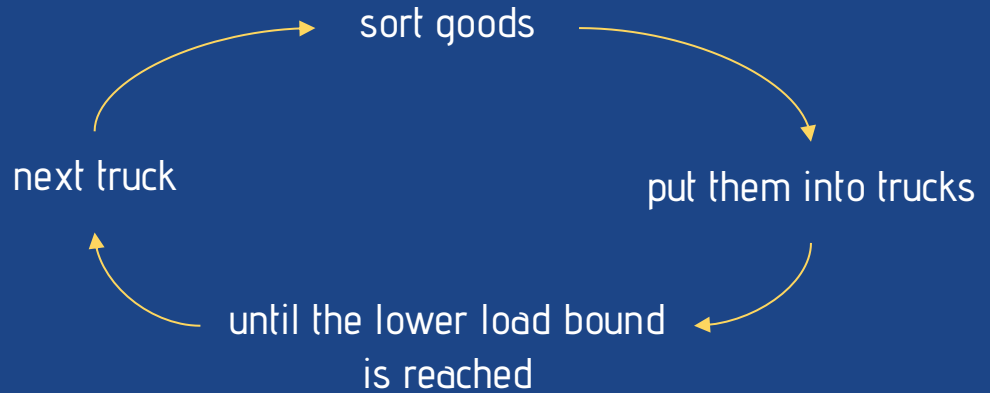 sort goods
next truck
put them into trucks
until the lower load bound
is reached